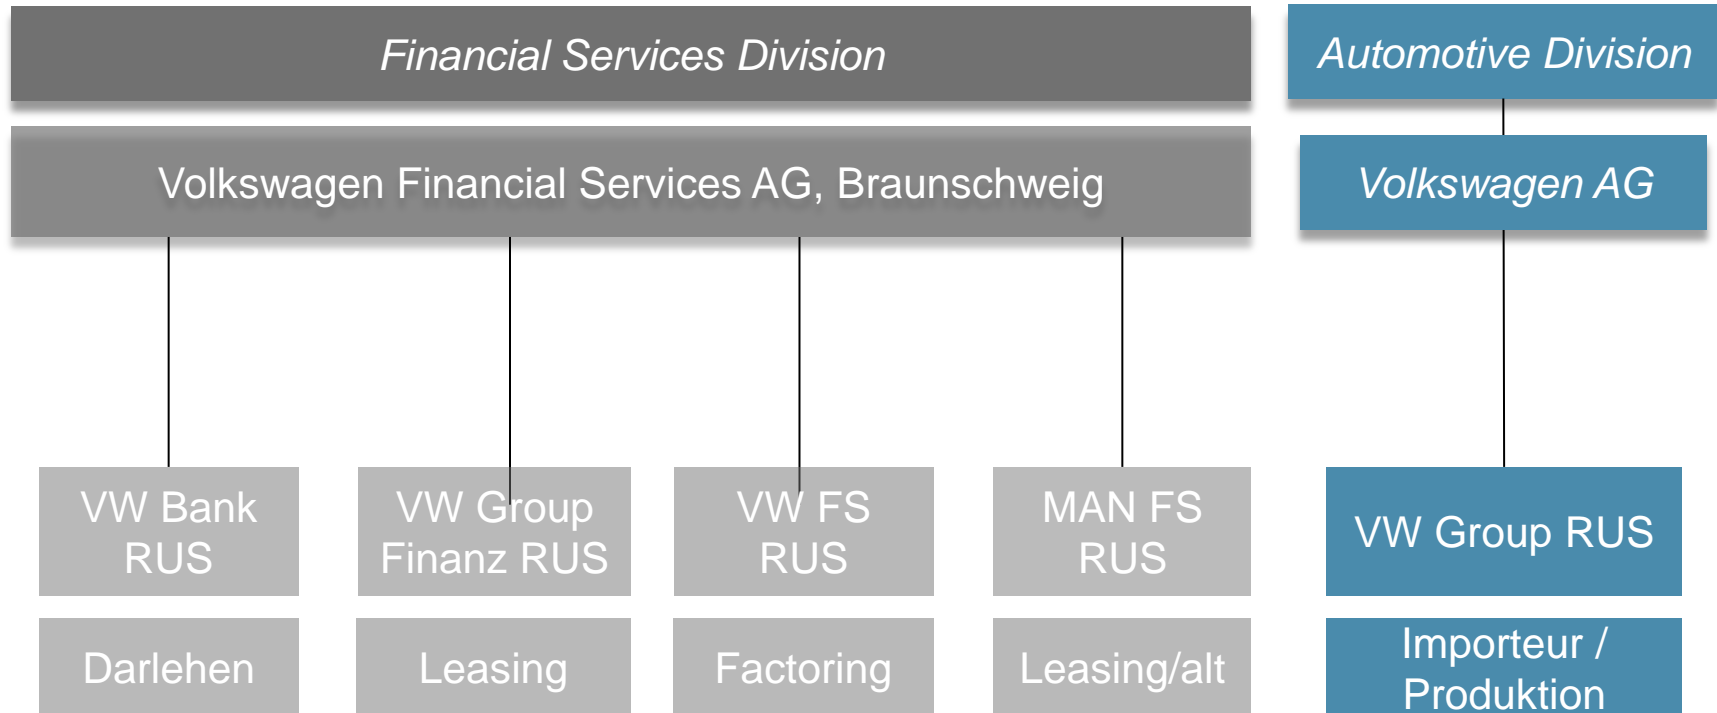 Financial Services Division
Automotive Division
Volkswagen Financial Services AG, Braunschweig
Volkswagen AG
VW Bank
RUS
VW Group
Finanz RUS
VW FS
RUS
MAN FS
RUS
VW Group RUS
Darlehen
Leasing
Factoring
Leasing/alt
Importeur /
Produktion